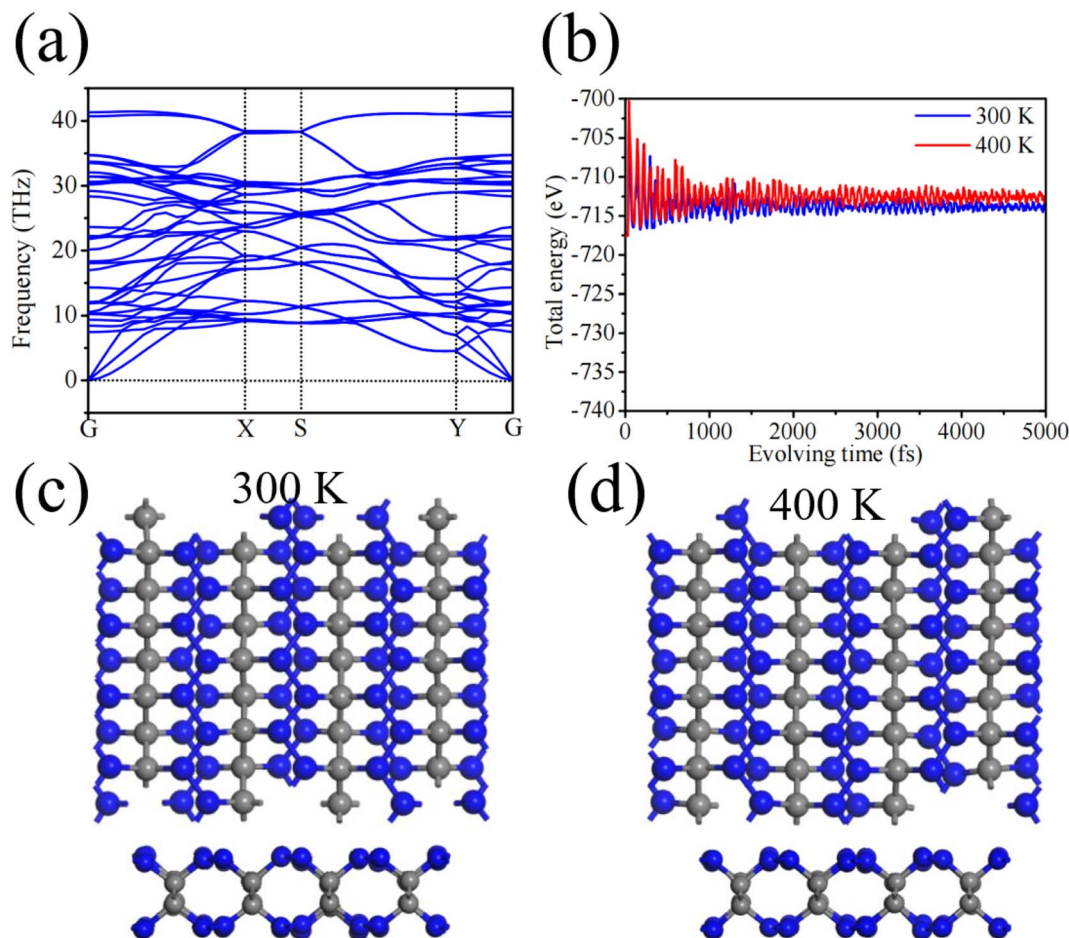 (a)
40
30
20
10
0
Frequency (THz)
G X S Y G
(b)
-700
-705
-710
-715
-720
-725
-730
-735
-740
Total energy (eV)
300 K
400 K
0 1000 2000 3000 4000 5000
Evolving time (fs)
(c)
300 K
(d)
400 K